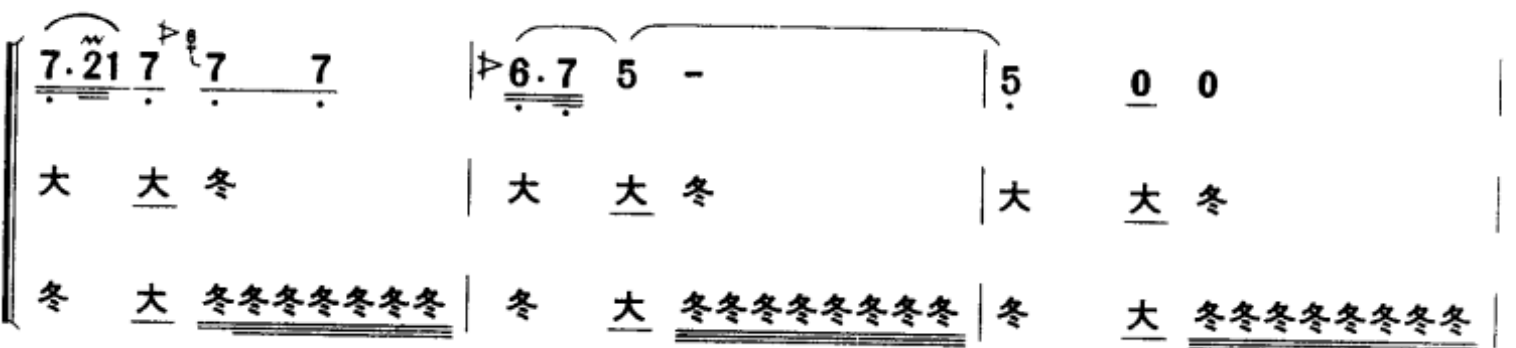 7·21 7 6 7 7 | 6·7 5 - | 5 0 0 |
大 大 冬 | 大 大 冬 | 大 大 冬 |
冬 大 冬冬冬冬冬冬冬 | 冬 大 冬冬冬冬冬冬冬冬 | 冬 大 冬冬冬冬冬冬冬冬 |